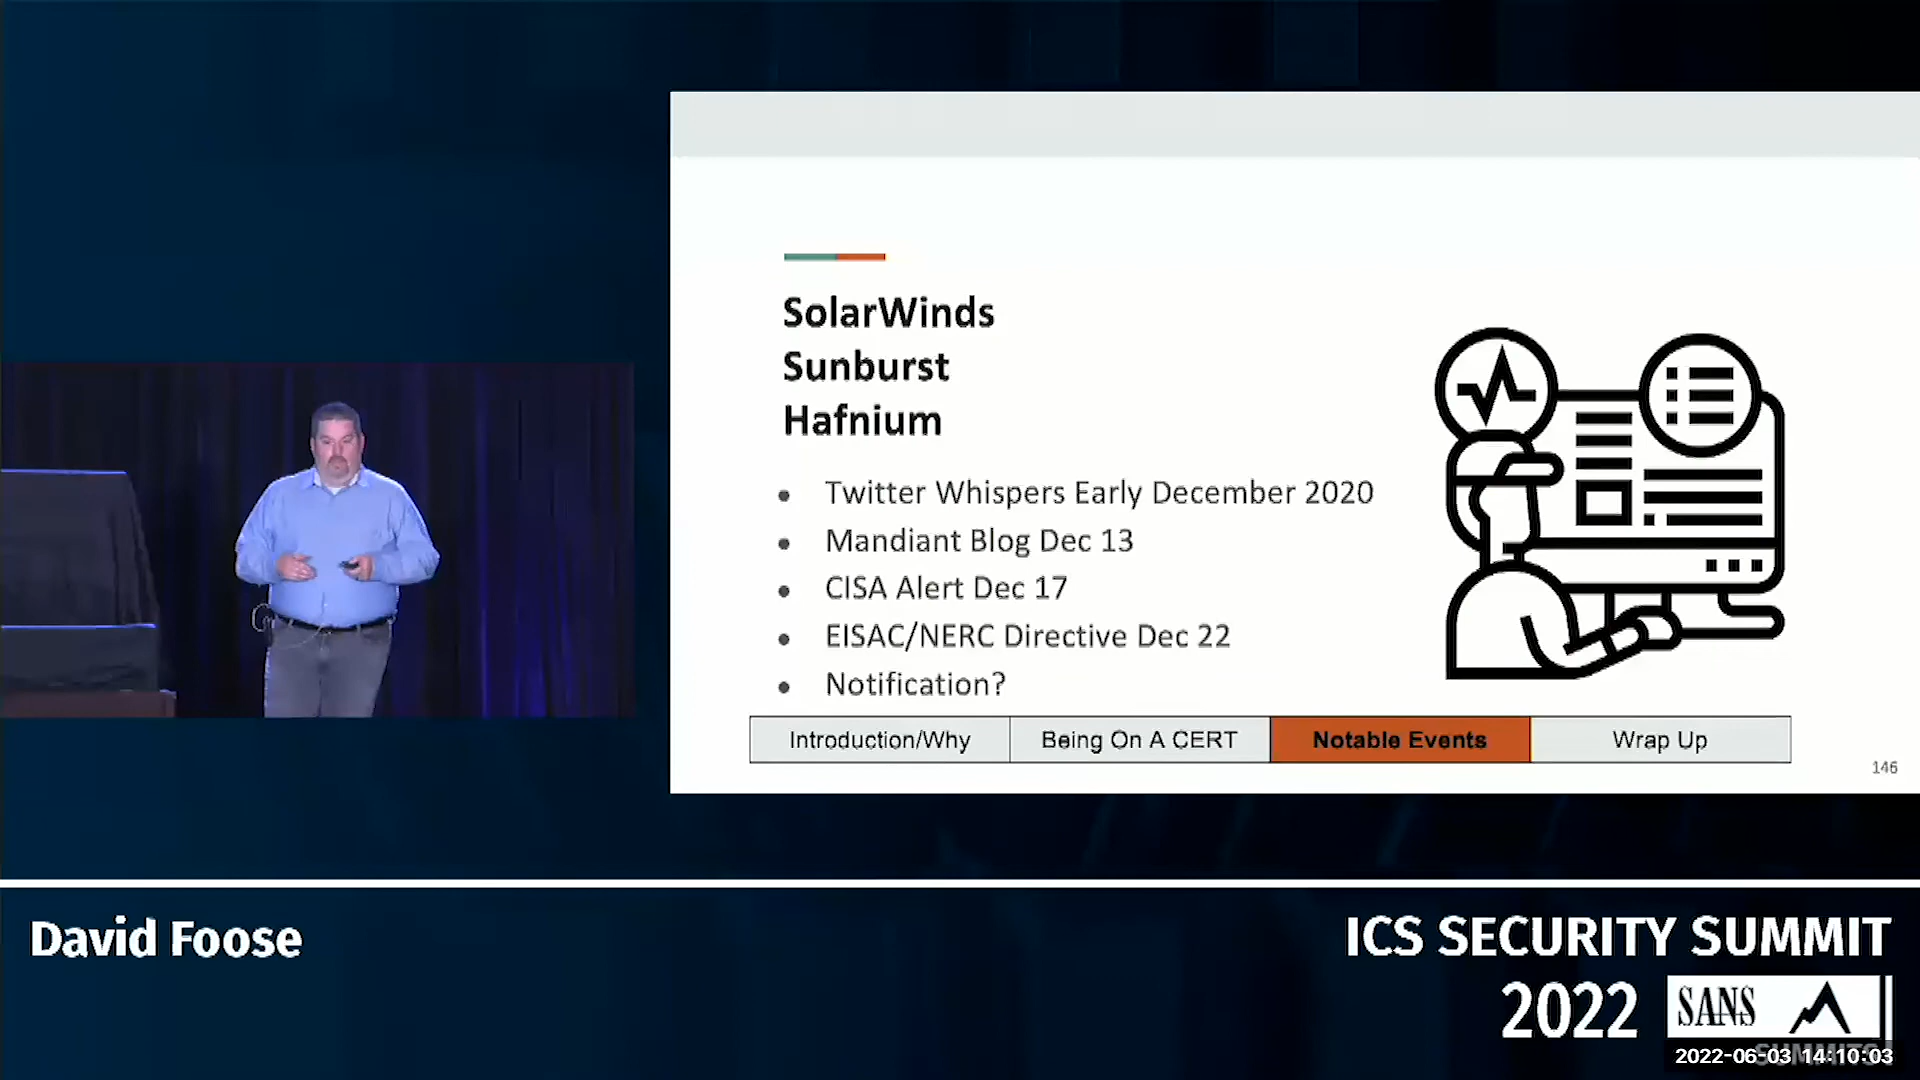 SolarWinds
Sunburst
Hafnium
Twitter Whispers Early December 2020
Mandiant Blog Dec 13
CISA Alert Dec 17
EISAC/NERC Directive Dec 22
Notification?
Introduction/Why
Being On A CERT
Notable Events
Wrap Up
146
David Foose
ICS SECURITY SUMMIT
2022
SANS
SUMMITS
2022-06-03 14:10:03